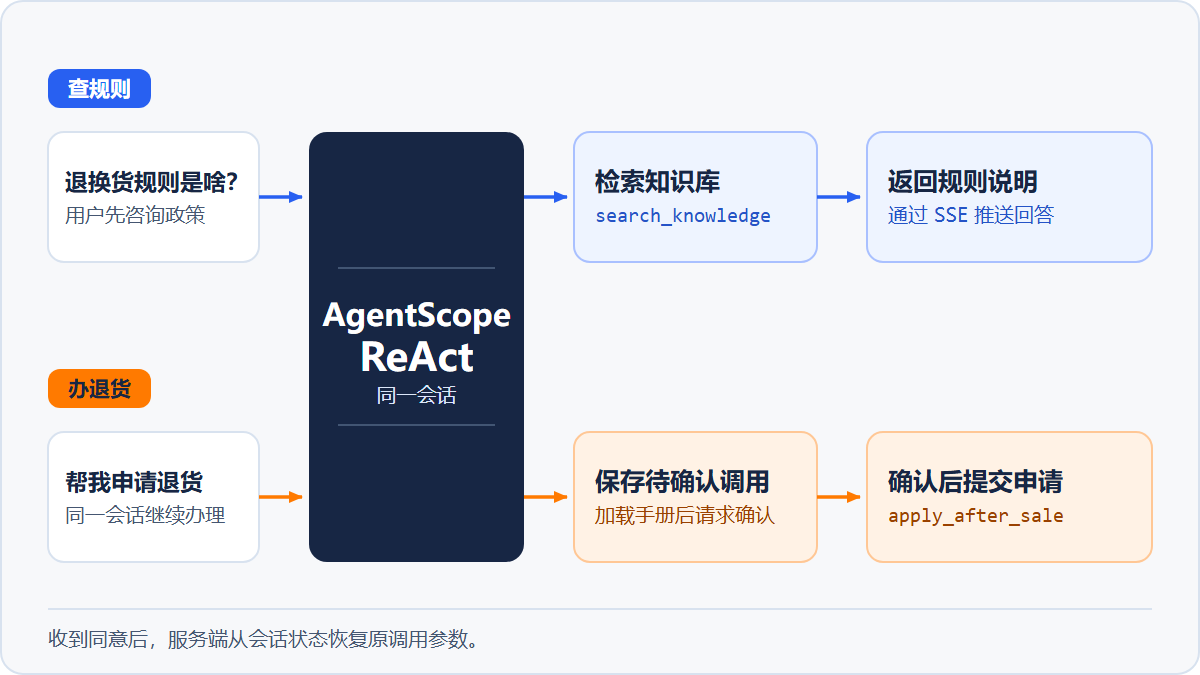 查规则
退换货规则是啥?
用户先咨询政策
检索知识库
search_knowledge
返回规则说明
通过 SSE 推送回答
AgentScope
ReAct
同一会话
办退货
帮我申请退货
同一会话继续办理
保存待确认调用
加载手册后请求确认
确认后提交申请
apply_after_sale
收到同意后，服务端从会话状态恢复原调用参数。